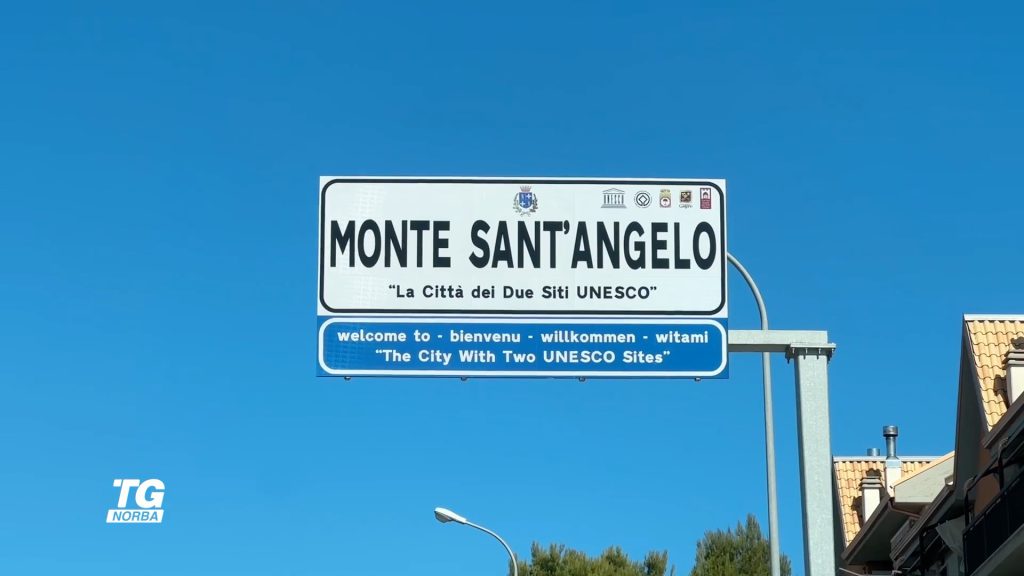 UNESCO
MONTE SANT'ANGELO
"La Città dei Due Siti UNESCO"
welcome to - bienvenu - willkommen - witami
"The City With Two UNESCO Sites"
TG
NORBA